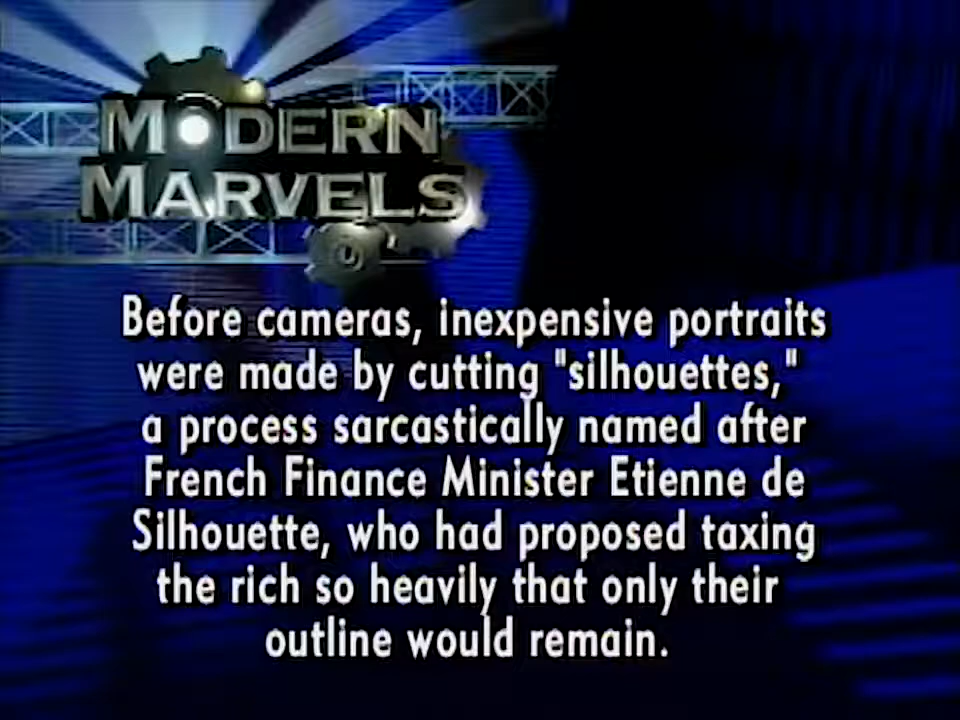 MODERN
MARVELS
Before cameras, inexpensive portraits
were made by cutting "silhouettes,"
a process sarcastically named after
French Finance Minister Etienne de
Silhouette, who had proposed taxing
the rich so heavily that only their
outline would remain.